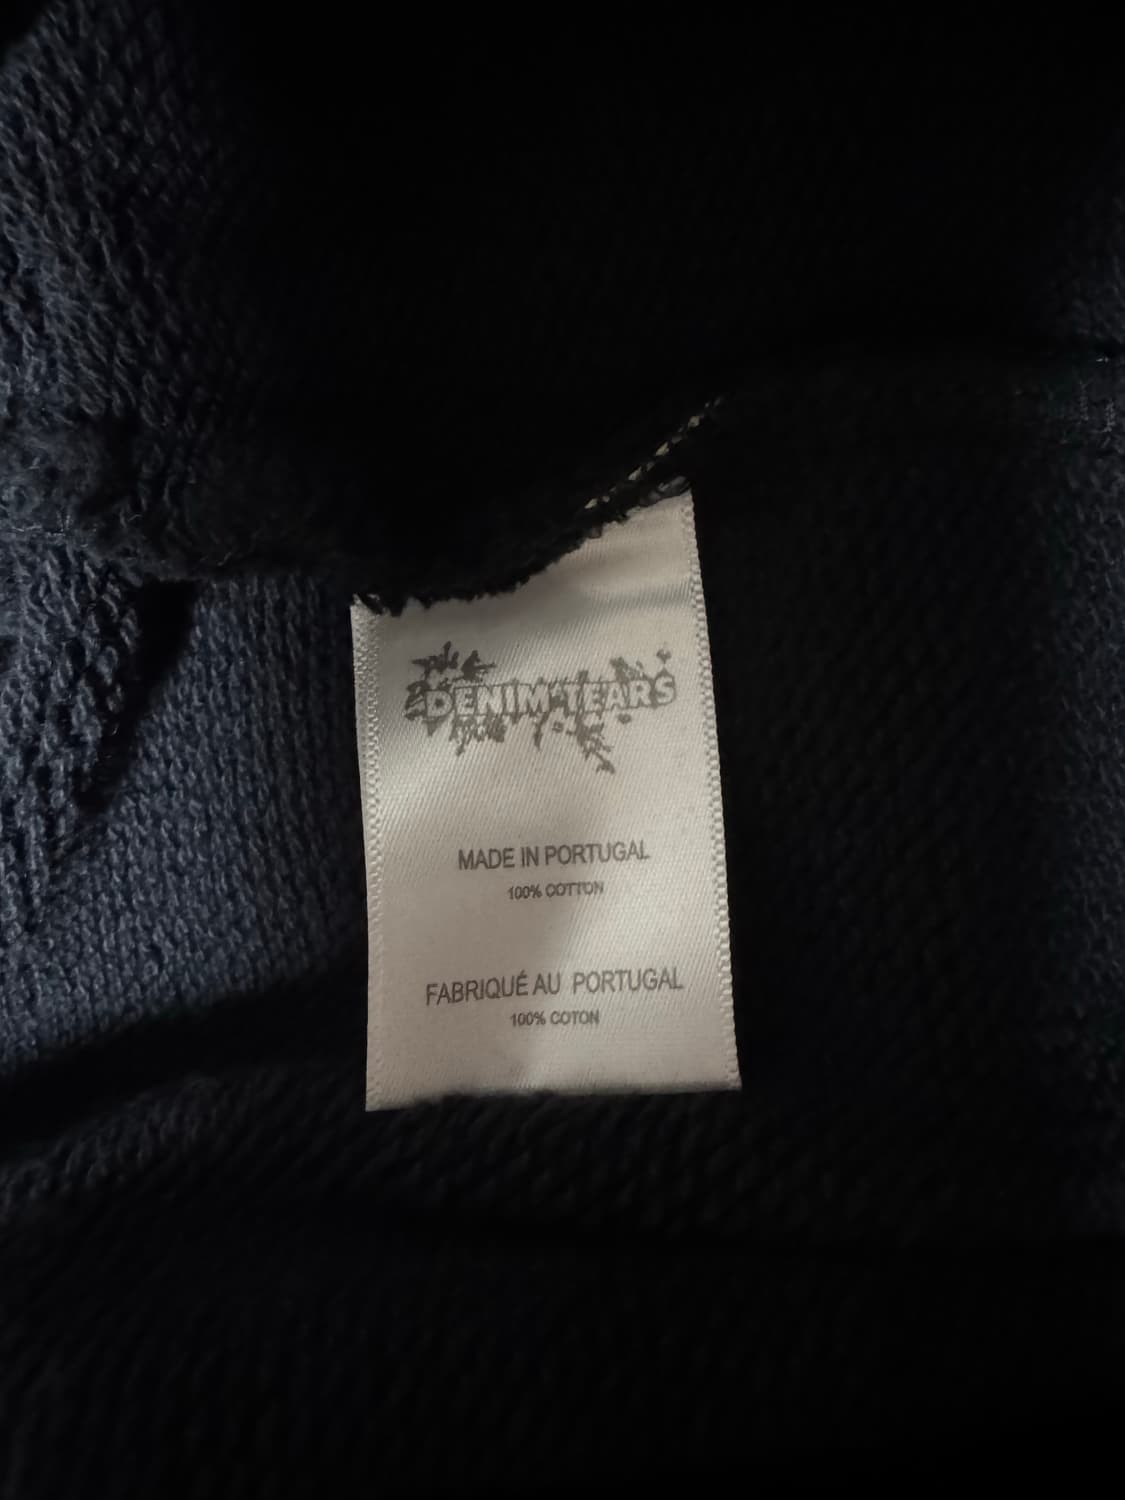 DENIM TEARS
MADE IN PORTUGAL
100% COTTON
FABRIQUÉ AU PORTUGAL
100% COTON